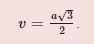 v = a√3/2.